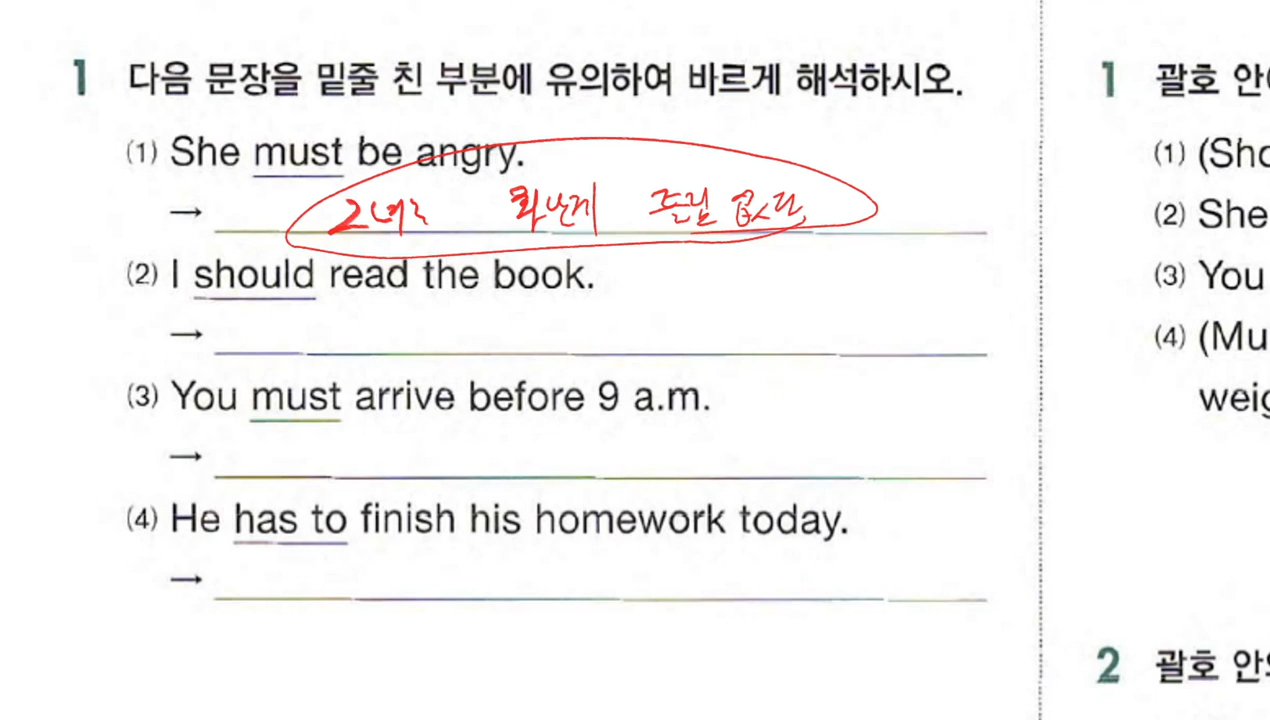 1 다음 문장을 밑줄 친 부분에 유의하여 바르게 해석하시오.
(1) She must be angry.
→ 그녀는 화난게 틀림 없다
(2) I should read the book.
→
(3) You must arrive before 9 a.m.
→
(4) He has to finish his homework today.
→
1 괄호 안
(1) (Sho
(2) She
(3) You
(4) (Mu
weig
2 괄호 안